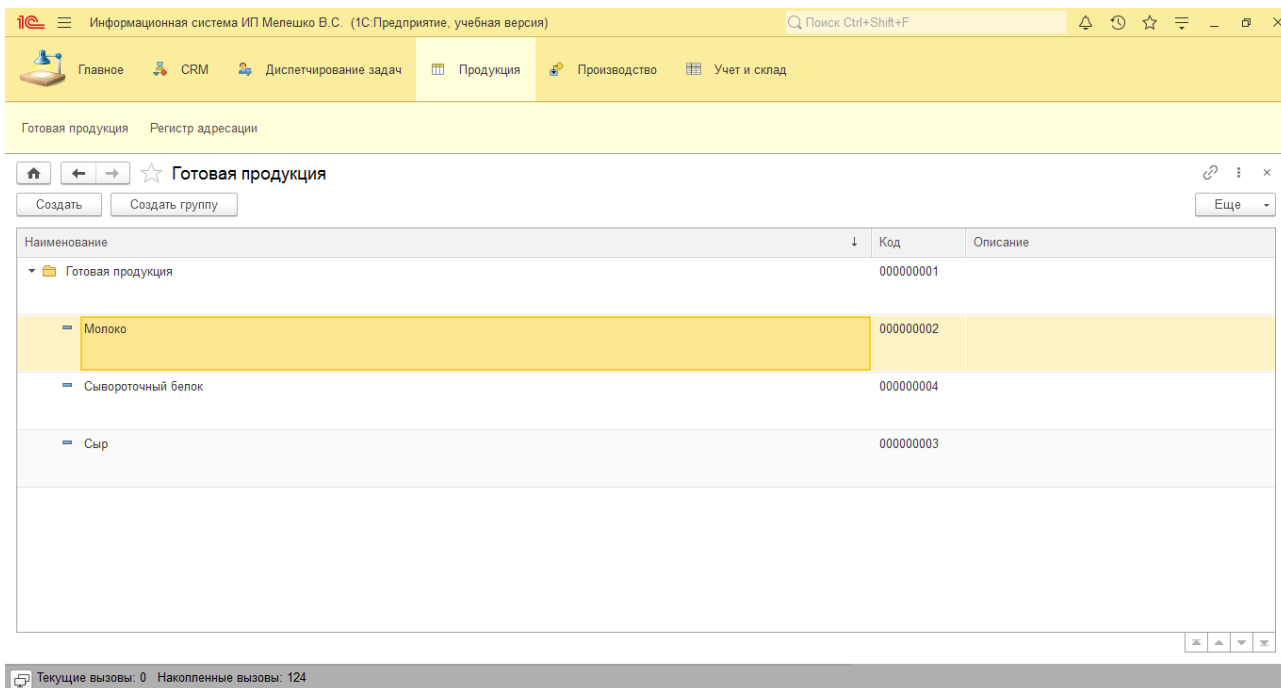 1С Информационная система ИП Мелешко В.С. (1С:Предприятие, учебная версия) Поиск Ctrl+Shift+F
Главное CRM Диспетчирование задач Продукция Производство Учет и склад
Готовая продукция Регистр адресации
Готовая продукция
Создать Создать группу Еще
Наименование Код Описание
Готовая продукция 000000001
Молоко 000000002
Сывороточный белок 000000004
Сыр 000000003
Текущие вызовы: 0 Накопленные вызовы: 124